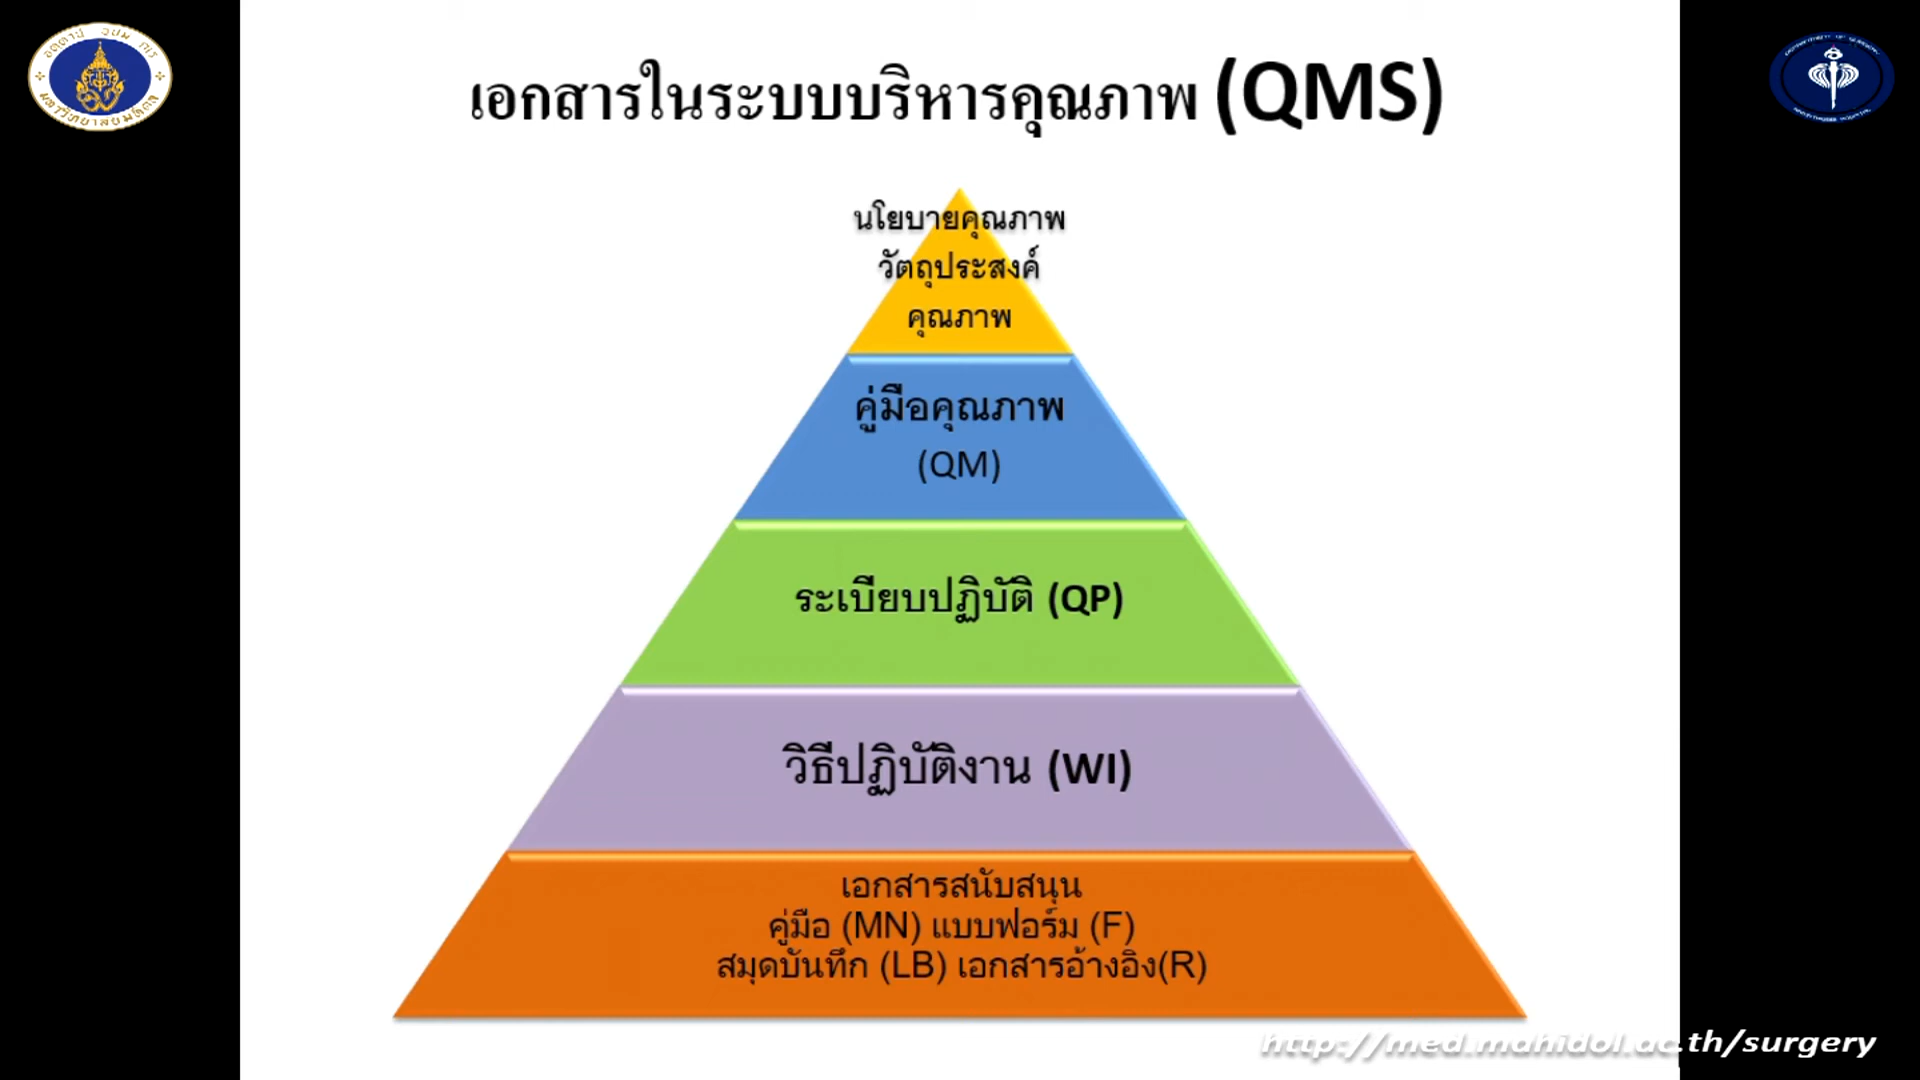 เอกสารในระบบบริหารคุณภาพ (QMS)
นโยบายคุณภาพ
วัตถุประสงค์
คุณภาพ
คู่มือคุณภาพ
(QM)
ระเบียบปฏิบัติ (QP)
วิธีปฏิบัติงาน (WI)
เอกสารสนับสนุน
คู่มือ (MN) แบบฟอร์ม (F)
สมุดบันทึก (LB) เอกสารอ้างอิง(R)
http://med.mahidol.ac.th/surgery